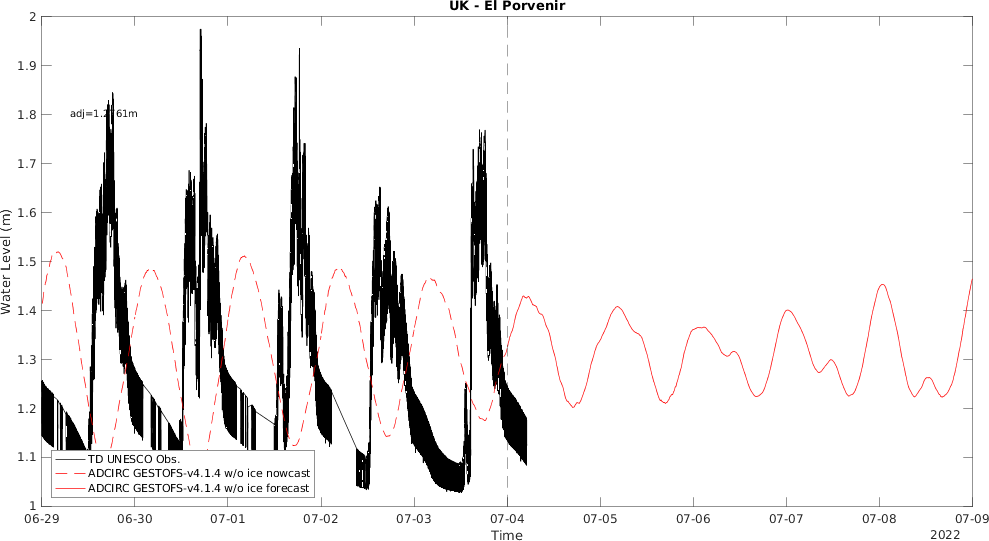 UK - El Porvenir
2
1.9
1.8
1.7
1.6
1.5
1.4
1.3
1.2
1.1
1
Water Level (m)
TD UNESCO Obs.
ADCIRC GESTOFS-v4.1.4 w/o ice nowcast
ADCIRC GESTOFS-v4.1.4 w/o ice forecast
06-29 06-30 07-01 07-02 07-03 07-04 07-05 07-06 07-07 07-08 07-09
Time
2022